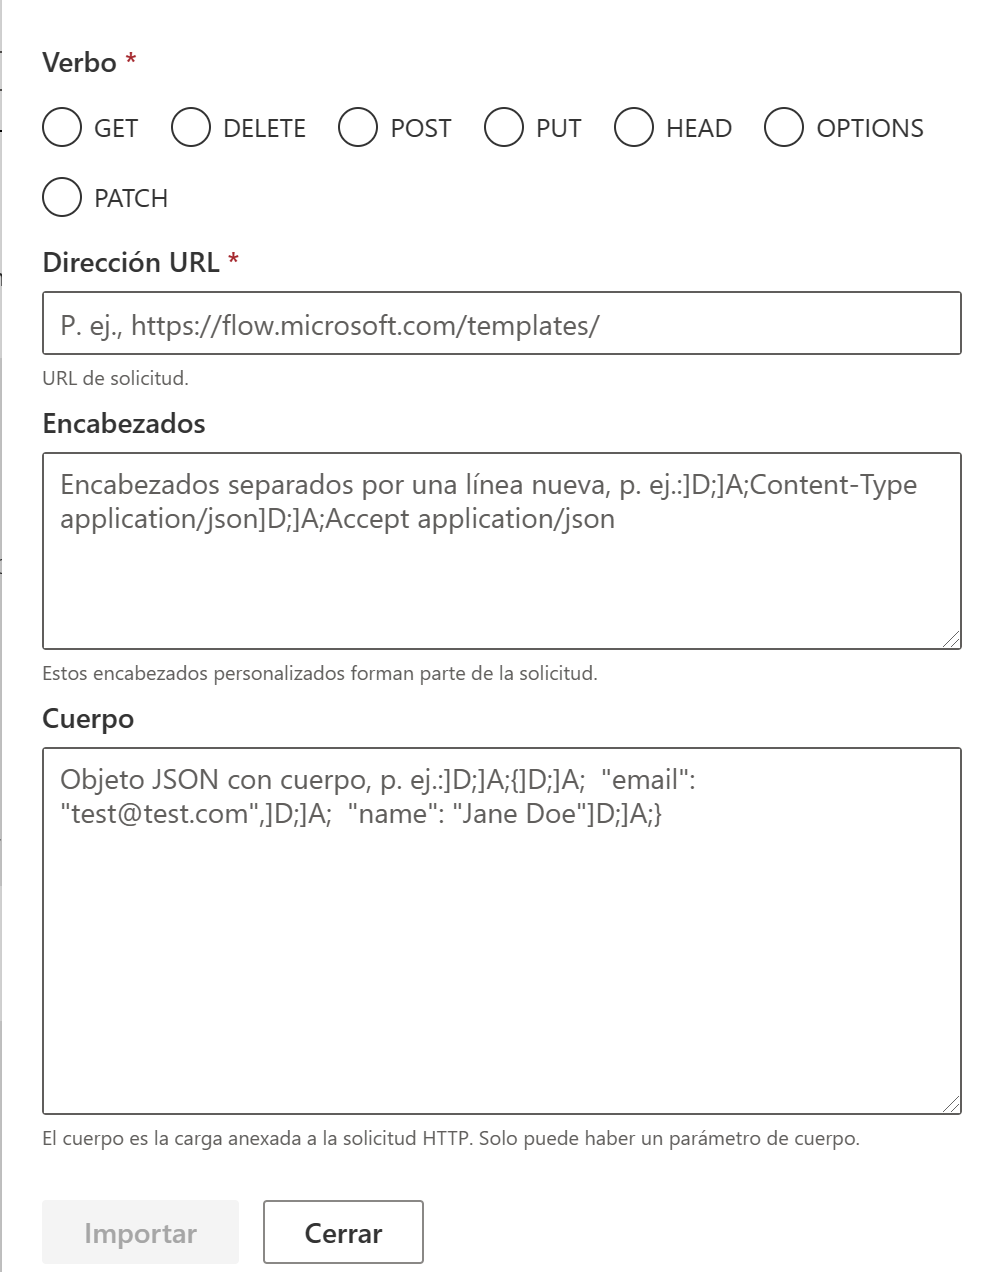 Verbo *
GET DELETE POST PUT HEAD OPTIONS
PATCH
Dirección URL *
P. ej., https://flow.microsoft.com/templates/
URL de solicitud.
Encabezados
Encabezados separados por una línea nueva, p. ej.:]D;]A;Content-Type
application/json]D;]A;Accept application/json
Estos encabezados personalizados forman parte de la solicitud.
Cuerpo
Objeto JSON con cuerpo, p. ej.:]D;]A;{]D;]A;  "email":
"test@test.com",]D;]A;  "name": "Jane Doe"]D;]A;}
El cuerpo es la carga anexada a la solicitud HTTP. Solo puede haber un parámetro de cuerpo.
Importar Cerrar